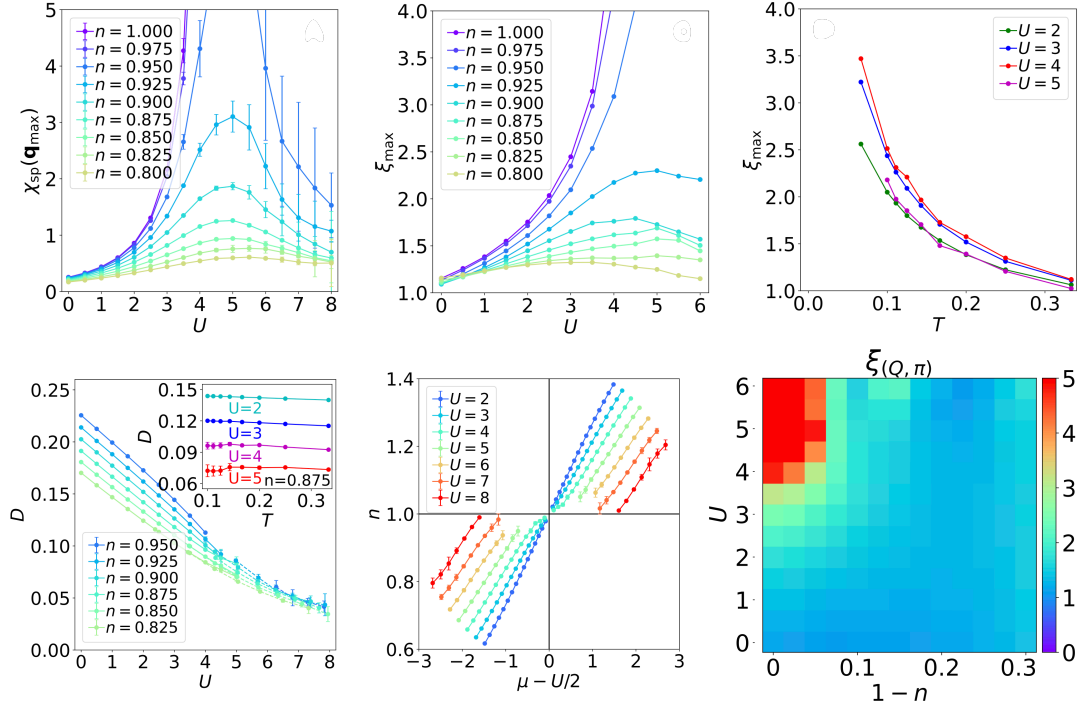 n = 1.000
n = 0.975
n = 0.950
n = 0.925
n = 0.900
n = 0.875
n = 0.850
n = 0.825
n = 0.800
χsp(qmax)
5
4
3
2
1
0
0 1 2 3 4 5 6 7 8
U
n = 1.000
n = 0.975
n = 0.950
n = 0.925
n = 0.900
n = 0.875
n = 0.850
n = 0.825
n = 0.800
ξmax
4.0
3.5
3.0
2.5
2.0
1.5
1.0
0 1 2 3 4 5 6
U
U = 2
U = 3
U = 4
U = 5
ξmax
4.0
3.5
3.0
2.5
2.0
1.5
1.0
0.0 0.1 0.2 0.3
T
D
0.25
0.20
0.15
0.10
0.05
0.00
0 1 2 3 4 5 6 7 8
U
n = 0.950
n = 0.925
n = 0.900
n = 0.875
n = 0.850
n = 0.825
D
0.15
0.12
0.09
0.06
U=2
U=3
U=4
U=5 n=0.875
0.1 0.2 0.3
T
n
1.4
1.2
1.0
0.8
0.6
U = 2
U = 3
U = 4
U = 5
U = 6
U = 7
U = 8
−3 −2 −1 0 1 2 3
μ − U/2
ξ(Q, π)
U
6
5
4
3
2
1
0
0.0 0.1 0.2 0.3
1 − n
5
4
3
2
1
0